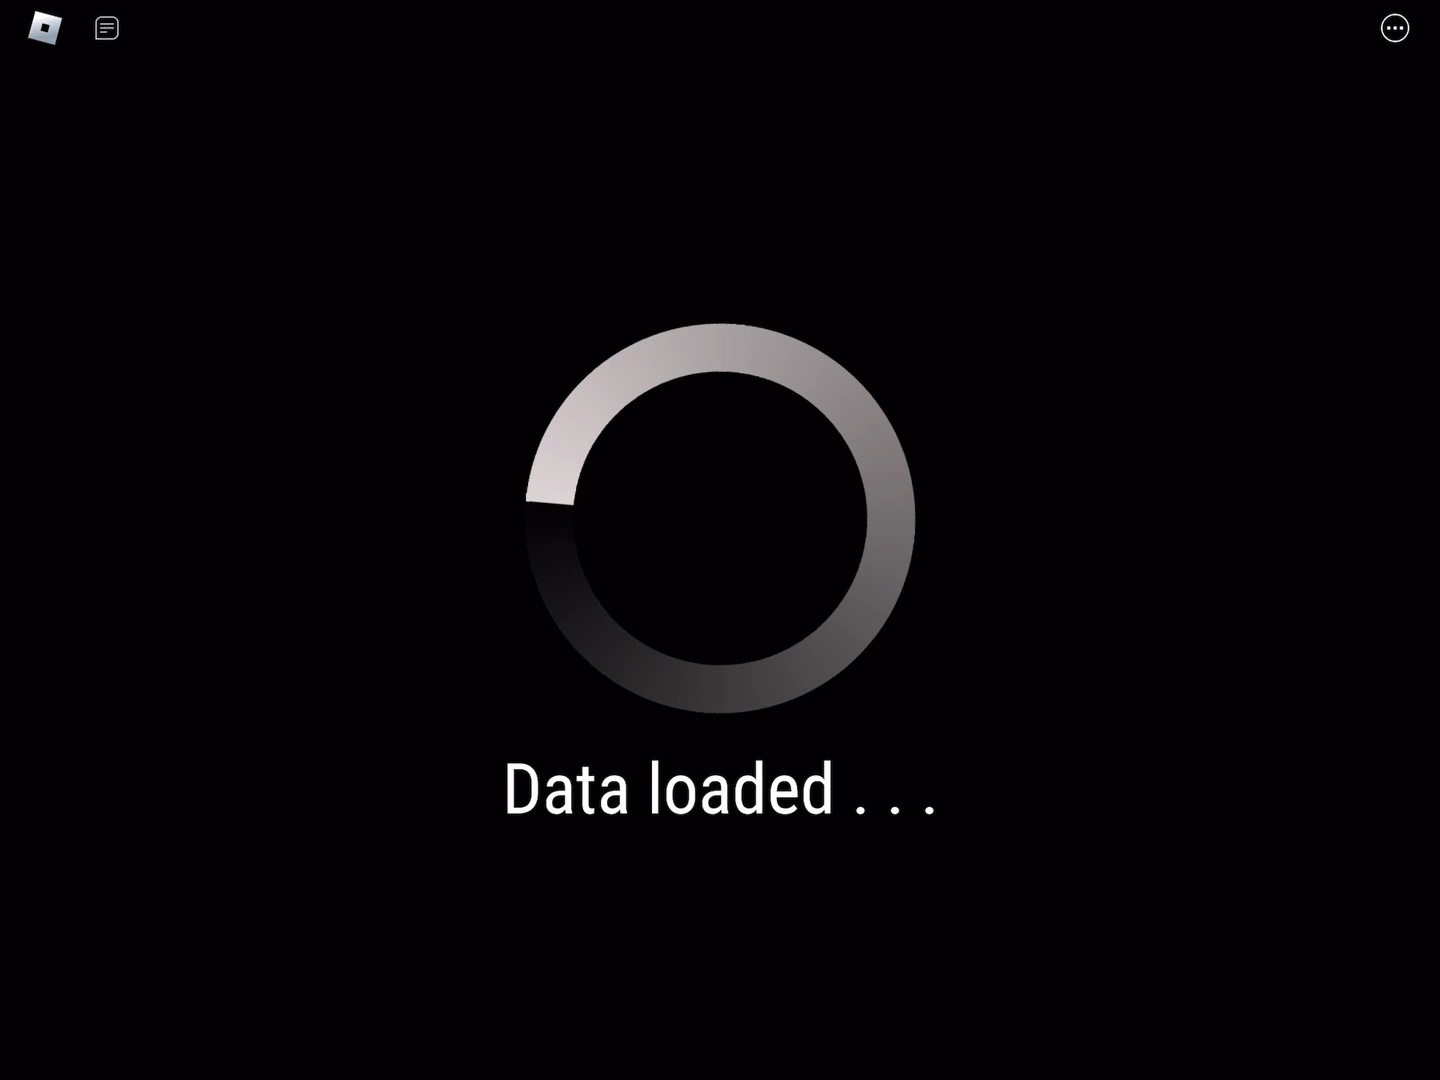 Data loaded . . .